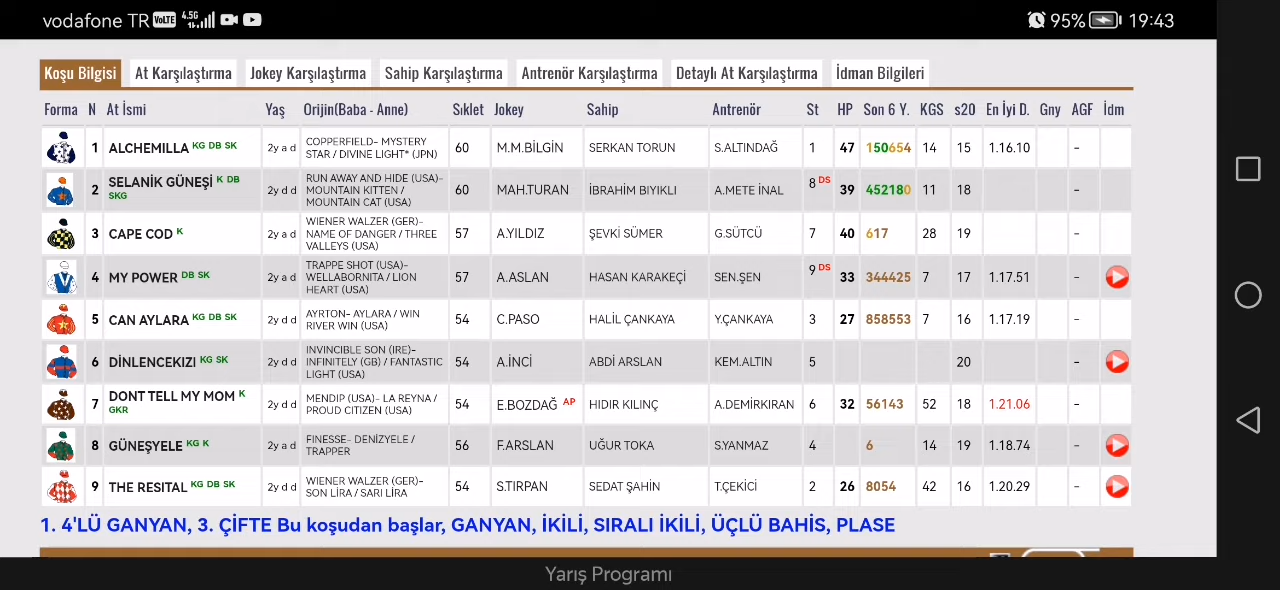 vodafone TR VoLTE 4.5G 95% 19:43
Koşu Bilgisi At Karşılaştırma Jokey Karşılaştırma Sahip Karşılaştırma Antrenör Karşılaştırma Detaylı At Karşılaştırma İdman Bilgileri
Forma N At İsmi Yaş Orijin(Baba - Anne) Sıklet Jokey Sahip Antrenör St HP Son 6 Y. KGS s20 En İyi D. Gny AGF İdm
1 ALCHEMILLA KG DB SK 2y a d COPPERFIELD- MYSTERY STAR / DIVINE LIGHT* (JPN) 60 M.M.BİLGİN SERKAN TORUN S.ALTINDAĞ 1 47 150654 14 15 1.16.10 -
2 SELANİK GÜNEŞİ K DB SKG 2y d d RUN AWAY AND HIDE (USA)- MOUNTAIN KITTEN / MOUNTAIN CAT (USA) 60 MAH.TURAN İBRAHİM BIYIKLI A.METE İNAL 8 DS 39 452180 11 18 -
3 CAPE COD K 2y a d WIENER WALZER (GER)- NAME OF DANGER / THREE VALLEYS (USA) 57 A.YILDIZ ŞEVKİ SÜMER G.SÜTCÜ 7 40 617 28 19 -
4 MY POWER DB SK 2y a d TRAPPE SHOT (USA)- WELLABORNITA / LION HEART (USA) 57 A.ASLAN HASAN KARAKEÇİ SEN.ŞEN 9 DS 33 344425 7 17 1.17.51 -
5 CAN AYLARA KG DB SK 2y d d AYRTON- AYLARA / WIN RIVER WIN (USA) 54 C.PASO HALİL ÇANKAYA Y.ÇANKAYA 3 27 858553 7 16 1.17.19 -
6 DİNLENCEKIZI KG SK 2y d d INVINCIBLE SON (IRE)- INFINITELY (GB) / FANTASTIC LIGHT (USA) 54 A.İNCİ ABDİ ARSLAN KEM.ALTIN 5 20 -
7 DONT TELL MY MOM K GKR 2y d d MENDIP (USA)- LA REYNA / PROUD CITIZEN (USA) 54 E.BOZDAĞ AP HIDIR KILINÇ A.DEMİRKIRAN 6 32 56143 52 18 1.21.06 -
8 GÜNEŞYELE KG K 2y a d FINESSE- DENİZYELE / TRAPPER 56 F.ARSLAN UĞUR TOKA S.YANMAZ 4 6 14 19 1.18.74 -
9 THE RESITAL KG DB SK 2y d d WIENER WALZER (GER)- SON LİRA / SARI LİRA 54 S.TIRPAN SEDAT ŞAHİN T.ÇEKİCİ 2 26 8054 42 16 1.20.29 -
1. 4'LÜ GANYAN, 3. ÇİFTE Bu koşudan başlar, GANYAN, İKİLİ, SIRALI İKİLİ, ÜÇLÜ BAHİS, PLASE
Yarış Programı